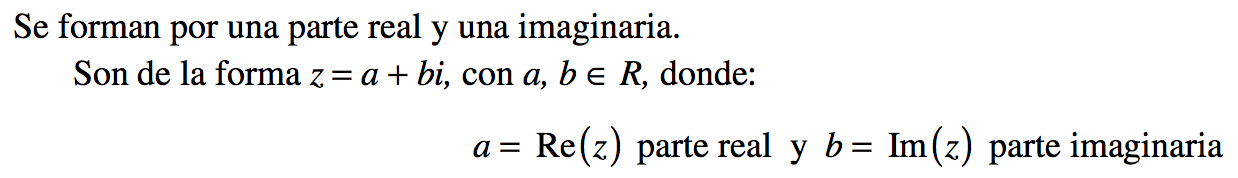 Se forman por una parte real y una imaginaria.
Son de la forma z = a + bi, con a, b ∈ R, donde:
a = Re(z) parte real y b = Im(z) parte imaginaria